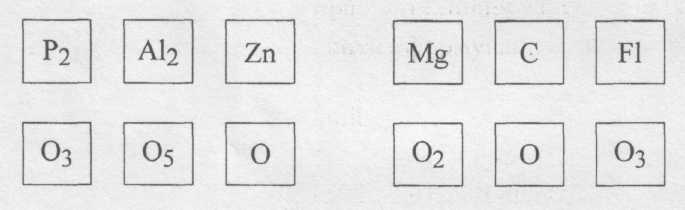 P₂ Al₂ Zn Mg C Fl
O₃ O₅ O O₂ O O₃